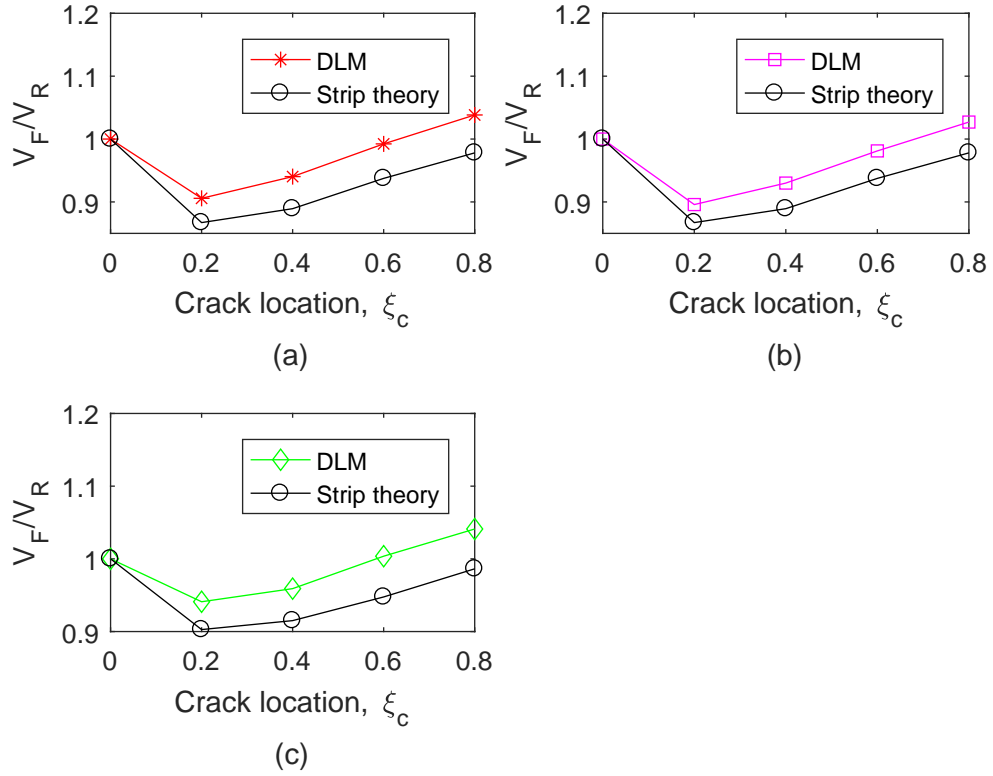 1.2
1.1
1
0.9
V_F/V_R
DLM
Strip theory
0 0.2 0.4 0.6 0.8
Crack location, ξ_c
(a)
1.2
1.1
1
0.9
V_F/V_R
DLM
Strip theory
0 0.2 0.4 0.6 0.8
Crack location, ξ_c
(b)
1.2
1.1
1
0.9
V_F/V_R
DLM
Strip theory
0 0.2 0.4 0.6 0.8
Crack location, ξ_c
(c)